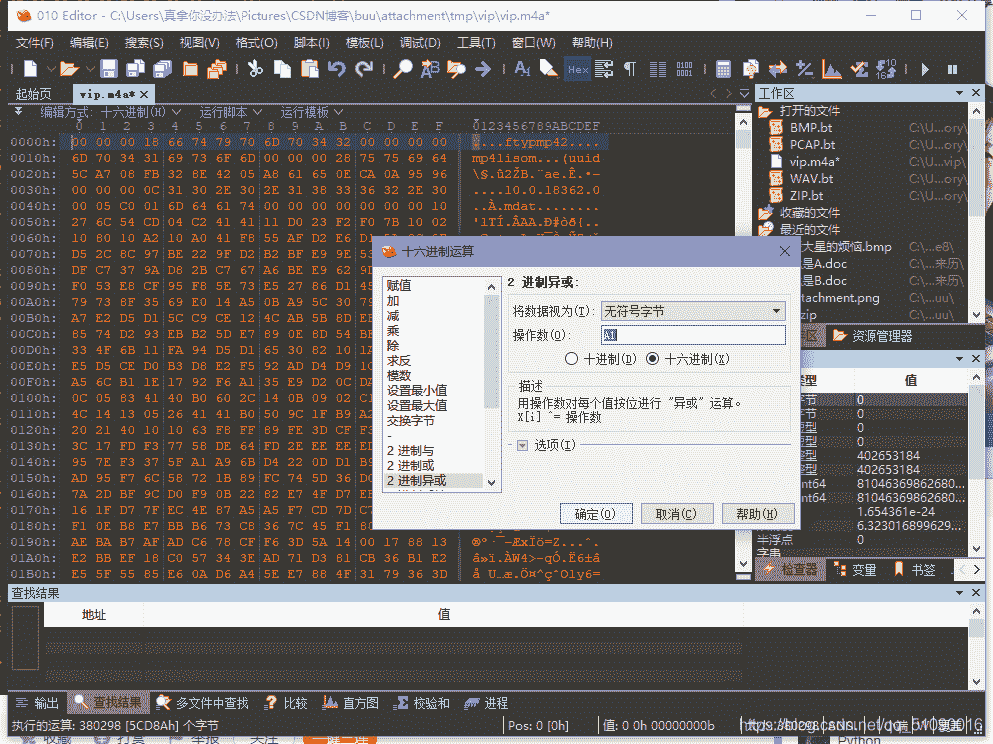 010 Editor - C:\Users\真拿你没办法\Pictures\CSDN博客\buu\attachment\tmp\vip\vip.m4a*
文件(F) 编辑(E) 搜索(S) 视图(V) 格式(O) 脚本(I) 模板(L) 调试(D) 工具(T) 窗口(W) 帮助(H)
起始页 vip.m4a*
编辑方式: 十六进制(H) 运行脚本 运行模板
0 1 2 3 4 5 6 7 8 9 A B C D E F 0123456789ABCDEF
0000h: 00 00 00 18 66 74 79 70 6D 70 34 32 00 00 00 00 ....ftypmp42....
0010h: 6D 70 34 31 69 73 6F 6D 00 00 00 28 75 75 69 64 mp41isom...(uuid
0020h: 5C A7 08 FB 32 8E 42 05 A8 61 65 0E CA 0A 95 96
0030h: 00 00 00 0C 31 30 2E 30 2E 31 38 33 36 32 2E 30 ....10.0.18362.0
0040h: 00 05 C0 01 6D 64 61 74 00 00 00 00 00 00 00 10 ..À.mdat........
0050h: 27 6C 54 CD 04 C2 41 41 11 D0 23 F2 F0 7B 10 02
0060h: 10 80 10 A2 10 A0 41 F8 55 AF D2 E6
0070h: D5 2C 8C 97 BE 22 9F D2 B2 BF E9 9E
0080h: DF C7 37 9A D8 2B C7 67 A6 BE E9 62
0090h: F0 53 E8 CF 95 F8 5E 73 E5 27 86 D1
00A0h: 79 73 8F 35 69 E0 14 A5 0B A9 5C 30
00B0h: A7 E2 D5 D1 5C C9 CE 12 4C AB 5B 8D
00C0h: 85 74 D2 93 EB B2 5D E7 89 0E 8D 54
00D0h: 33 4F 6B 11 FA 94 D5 D1 65 30 82 10
00E0h: E5 D5 CE D0 B3 D8 E2 F5 92 AD D4 D9
00F0h: A5 6C B1 1E 17 92 F6 A1 35 E9 D2 0C
0100h: 0C 05 83 41 40 B0 60 2C 14 0B 09 02
0110h: 4C 14 13 05 26 41 41 B0 50 9C 1F B9
0120h: 20 21 40 10 10 63 F8 FF 89 FE 3D CF
0130h: 3C 17 FD F3 77 58 DE 64 FD 2E EE EE
0140h: 95 7E F3 37 5F A1 A9 6B D4 22 0D D1
0150h: AD 95 F7 6C 58 72 1B 89 FC 74 5D 36
0160h: 7A 2D BF 9C D0 F9 0B 22 82 E7 4F D7
0170h: 16 1F D7 7F EC 4E 87 A5 A5 F7 CD 7D
0180h: F1 0E B8 E7 BB B6 73 C8 36 7C 45 F1
0190h: AE BA B7 AF AD C6 78 CF F6 3D 5A 14 00 17 88 13
01A0h: E2 BB EF 18 C0 57 34 3E AD 71 D3 81 CB 36 B1 E2
01B0h: E5 5F 55 85 E6 0A D6 A4 5E E7 88 4F 31 79 36 3D
十六进制运算
赋值
加
减
乘
除
求反
模数
设置最小值
设置最大值
交换字节
-
2 进制与
2 进制或
2 进制异或
2 进制异或:
将数据视为(T): 无符号字节
操作数(O): A1
十进制(D) 十六进制(X)
描述
用操作数对每个值按位进行 “异或” 运算。
X[i] ^= 操作数
选项(I)
确定(O) 取消(C) 帮助(H)
工作区
打开的文件
BMP.bt C:\U...ory\
PCAP.bt C:\U...ory\
vip.m4a* C:\U...vip\
WAV.bt C:\U...ory\
ZIP.bt C:\U...ory\
收藏的文件
最近的文件
大星的烦恼.bmp C:\...e8\
是A.doc C:\...来历\
是B.doc C:\...来历\
tachment.png C:\...uu\
zip C:\...uu\
资源管理器
型 值
0
0
0
0
402653184
402653184
81046369862680...
81046369862680...
1.654361e-24
6.323016899629...
半浮点 0
字串
检查器 变量 书签
查找结果
地址 值
输出 查找结果 多文件中查找 比较 直方图 校验和 进程
执行的运算: 380298 [5CD8Ah] 个字节 Pos: 0 [0h] 值: 0 0h 00000000b
https://blog.csdn.net/qq_51090016
Python